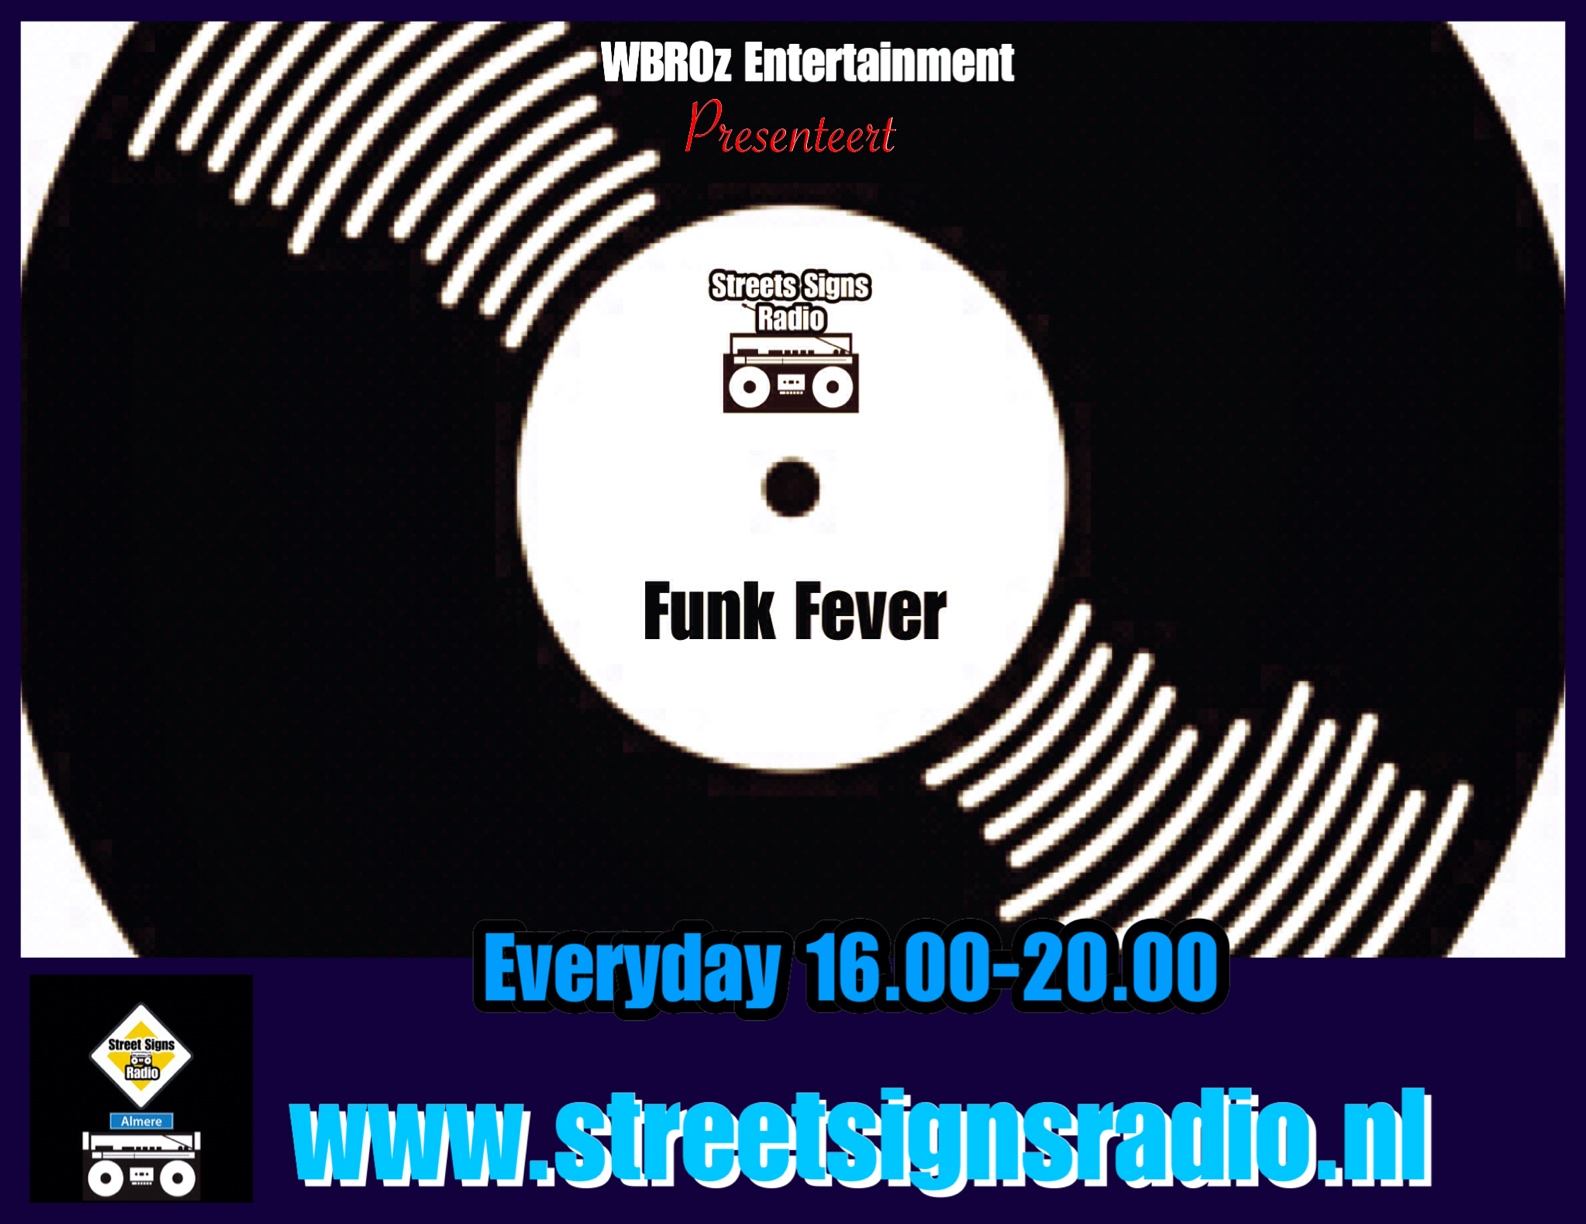 WBROz Entertainment
Presenteert
Streets Signs
Radio
Funk Fever
Everyday 16.00-20.00
Street Signs
Radio
Almere
www.streetsignsradio.nl